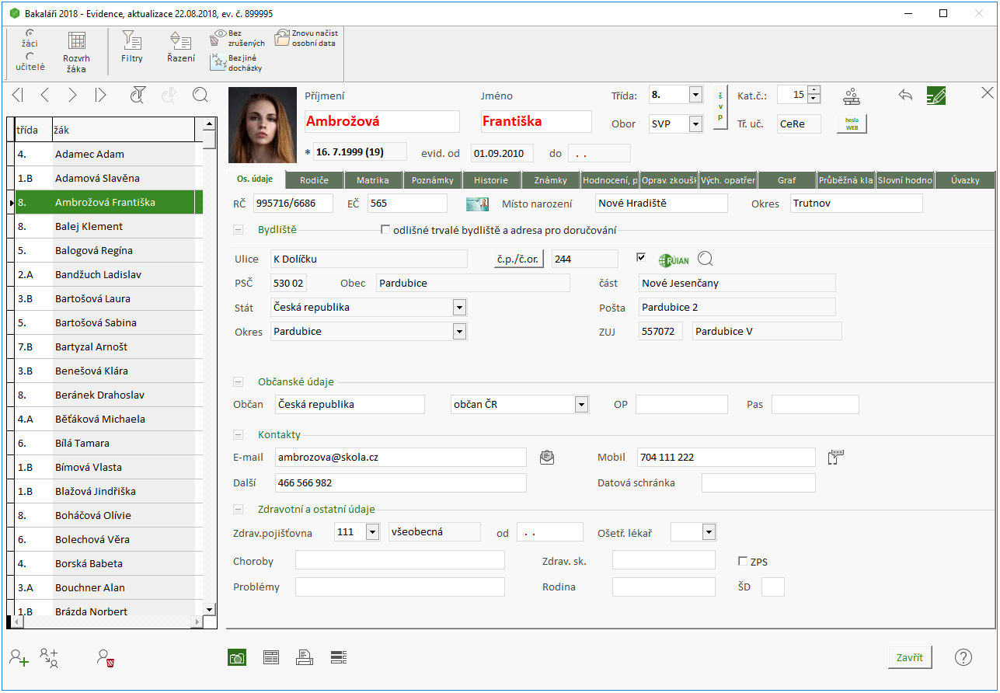 Bakaláři 2018 - Evidence, aktualizace 22.08.2018, ev. č. 899995
žáci
učitelé
Rozvrh
žáka
Filtry
Řazení
Bez
zrušených
Bez jiné
docházky
Znovu načíst
osobní data
třída žák
4. Adamec Adam
1.B Adamová Slavěna
8. Ambrožová Františka
8. Balej Klement
5. Balogová Regína
2.A Bandžuch Ladislav
3.B Bartošová Laura
5. Bartošová Sabina
7.B Bartyzal Arnošt
3.B Benešová Klára
8. Beránek Drahoslav
4.A Běťáková Michaela
6. Bílá Tamara
1.B Bímová Vlasta
1.B Blažová Jindřiška
8. Boháčová Olívie
6. Bolechová Věra
4. Borská Babeta
3.A Bouchner Alan
1.B Brázda Norbert
Příjmení Jméno Třída: 8. Kat.č.: 15
Ambrožová Františka Obor SVP Tř. uč. CeRe
š
v
p
hesla
WEB
* 16. 7.1999 (19) evid. od 01.09.2010 do . .
Os. údaje Rodiče Matrika Poznámky Historie Známky Hodnocení, p Oprav. zkoušk Vých. opatřer Graf Průběžná kla Slovní hodno Úvazky
RČ 995716/6686 EČ 565 Místo narození Nové Hradiště Okres Trutnov
Bydliště odlišné trvalé bydliště a adresa pro doručování
Ulice K Dolíčku č.p./č.or. 244 RÚIAN
PSČ 530 02 Obec Pardubice část Nové Jesenčany
Stát Česká republika Pošta Pardubice 2
Okres Pardubice ZUJ 557072 Pardubice V
Občanské údaje
Občan Česká republika občan ČR OP Pas
Kontakty
E-mail ambrozova@skola.cz Mobil 704 111 222
Další 466 566 982 Datová schránka
Zdravotní a ostatní údaje
Zdrav.pojišťovna 111 všeobecná od . . Ošetř. lékař
Choroby Zdrav. sk. ZPS
Problémy Rodina ŠD
Zavřít